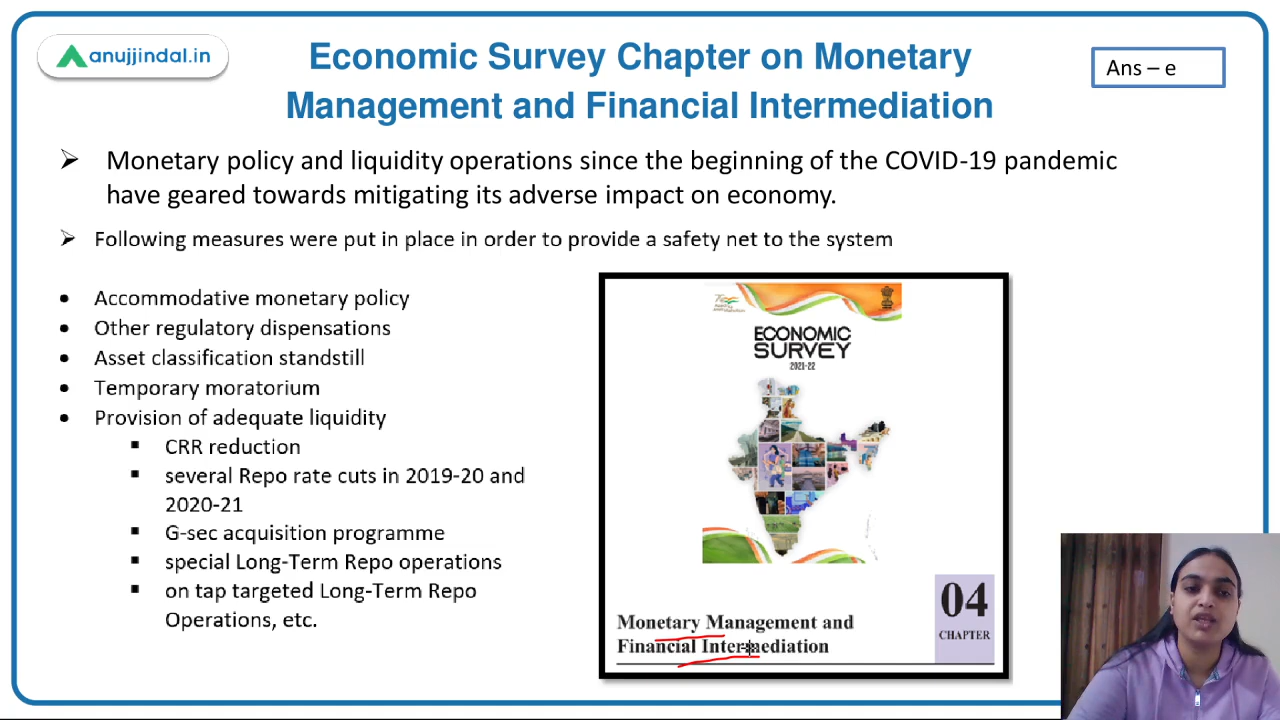 anujjindal.in
Economic Survey Chapter on Monetary
Management and Financial Intermediation
Ans – e
➢ Monetary policy and liquidity operations since the beginning of the COVID-19 pandemic
have geared towards mitigating its adverse impact on economy.
➢ Following measures were put in place in order to provide a safety net to the system
• Accommodative monetary policy
• Other regulatory dispensations
• Asset classification standstill
• Temporary moratorium
• Provision of adequate liquidity
▪ CRR reduction
▪ several Repo rate cuts in 2019-20 and
2020-21
▪ G-sec acquisition programme
▪ special Long-Term Repo operations
▪ on tap targeted Long-Term Repo
Operations, etc.
ECONOMIC
SURVEY
2021-22
04
CHAPTER
Monetary Management and
Financial Intermediation